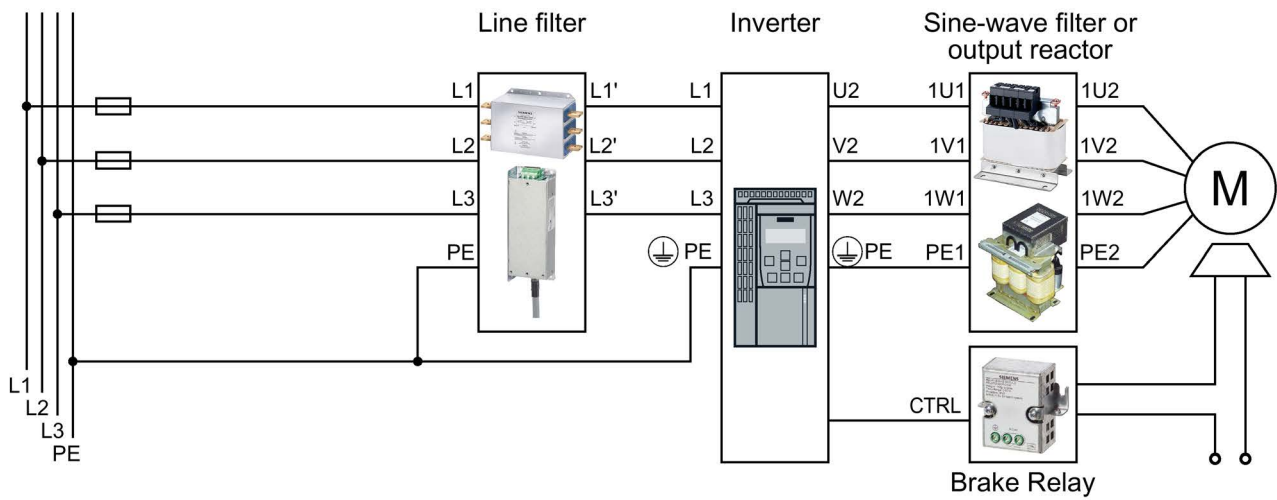 Line filter
Inverter
Sine-wave filter or
output reactor
L1
L1'
L1
U2
1U1
1U2
L2
L2'
L2
V2
1V1
1V2
M
L3
L3'
L3
W2
1W1
1W2
PE
PE
PE
PE1
PE2
L1
L2
L3
PE
CTRL
SIEMENS
Brake Relay